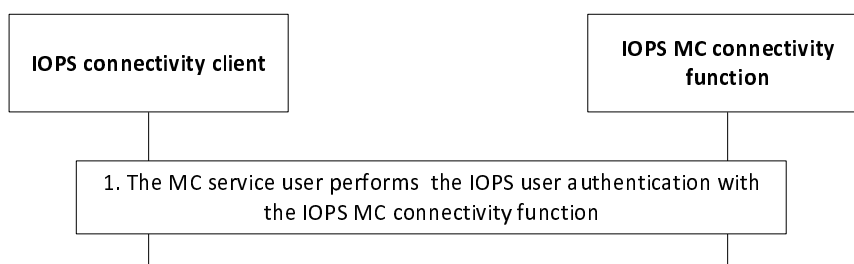 IOPS connectivity client
IOPS MC connectivity
function
1. The MC service user performs the IOPS user authentication with
the IOPS MC connectivity function